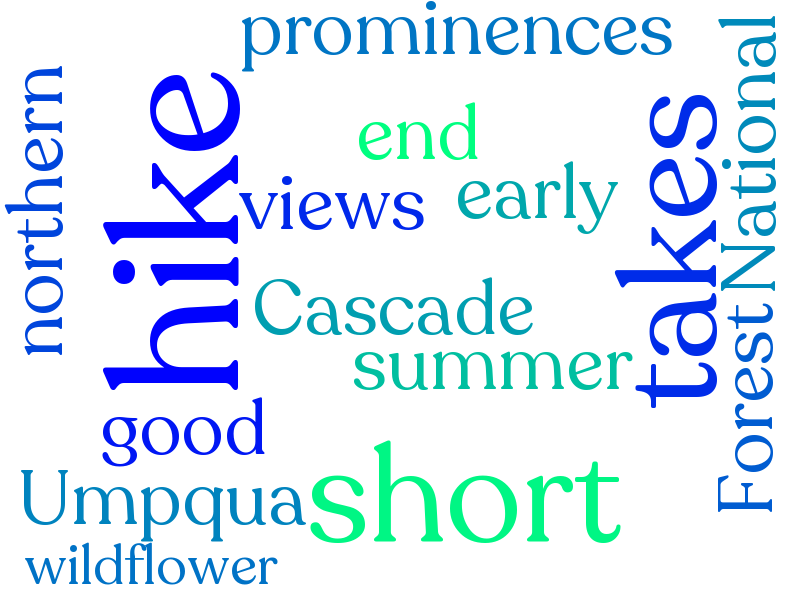 prominences
northern
hike
end
views
early
takes
National
Cascade
summer
Forest
good
short
Umpqua
wildflower